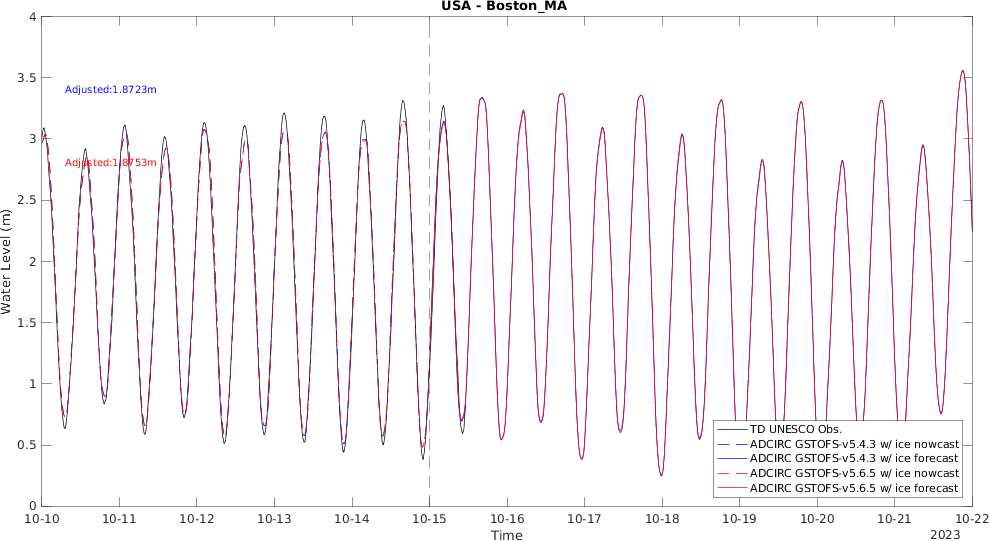 USA - Boston_MA
4
3.5
3
2.5
2
1.5
1
0.5
0
Water Level (m)
Adjusted:1.8723m
Adjusted:1.8753m
TD UNESCO Obs.
ADCIRC GSTOFS-v5.4.3 w/ ice nowcast
ADCIRC GSTOFS-v5.4.3 w/ ice forecast
ADCIRC GSTOFS-v5.6.5 w/ ice nowcast
ADCIRC GSTOFS-v5.6.5 w/ ice forecast
10-10 10-11 10-12 10-13 10-14 10-15 10-16 10-17 10-18 10-19 10-20 10-21 10-22
Time
2023